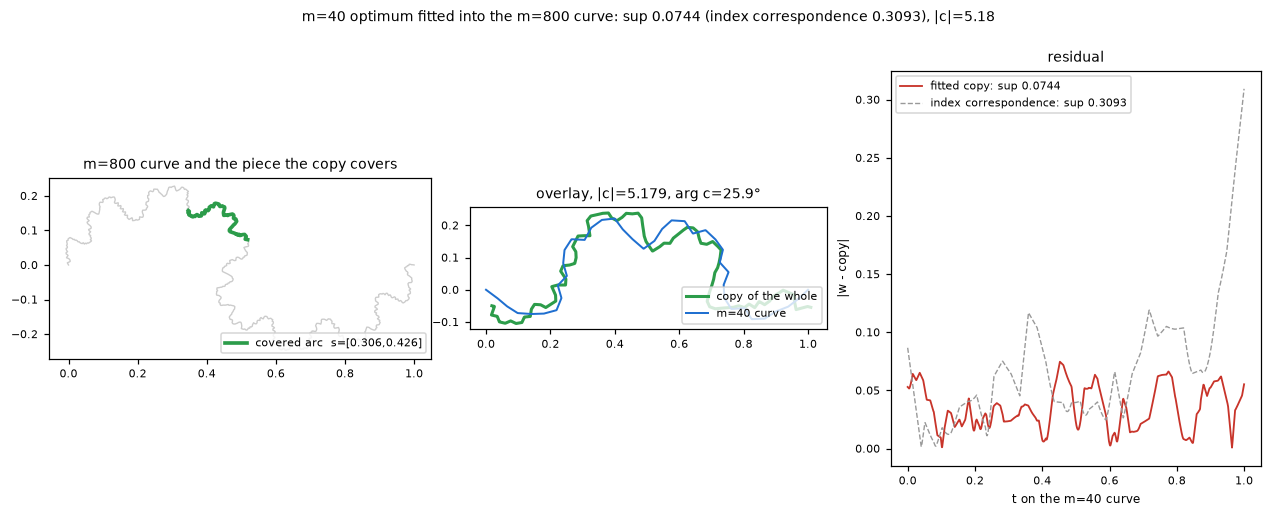 m=40 optimum fitted into the m=800 curve: sup 0.0744 (index correspondence 0.3093), |c|=5.18
m=800 curve and the piece the copy covers
0.2
0.1
0.0
−0.1
−0.2
covered arc s=[0.306,0.426]
0.0 0.2 0.4 0.6 0.8 1.0
overlay, |c|=5.179, arg c=25.9°
0.2
0.1
0.0
−0.1
copy of the whole
m=40 curve
0.0 0.2 0.4 0.6 0.8 1.0
residual
fitted copy: sup 0.0744
index correspondence: sup 0.3093
|w - copy|
0.30
0.25
0.20
0.15
0.10
0.05
0.00
0.0 0.2 0.4 0.6 0.8 1.0
t on the m=40 curve